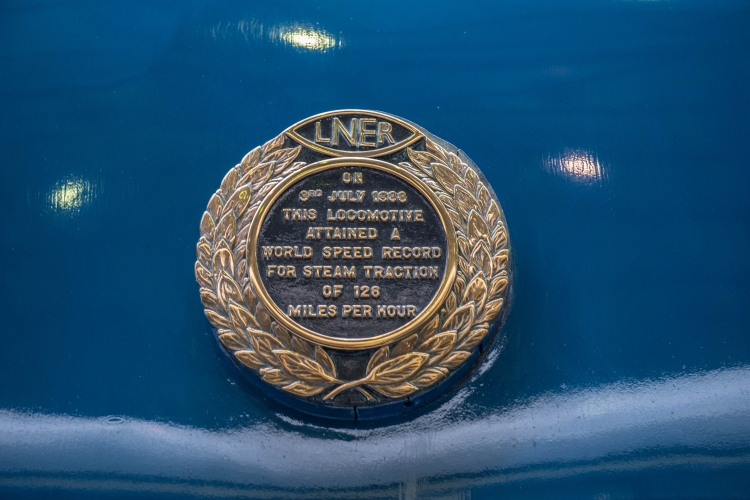 LNER
ON
3RD JULY 1938
THIS LOCOMOTIVE
ATTAINED A
WORLD SPEED RECORD
FOR STEAM TRACTION
OF 126
MILES PER HOUR